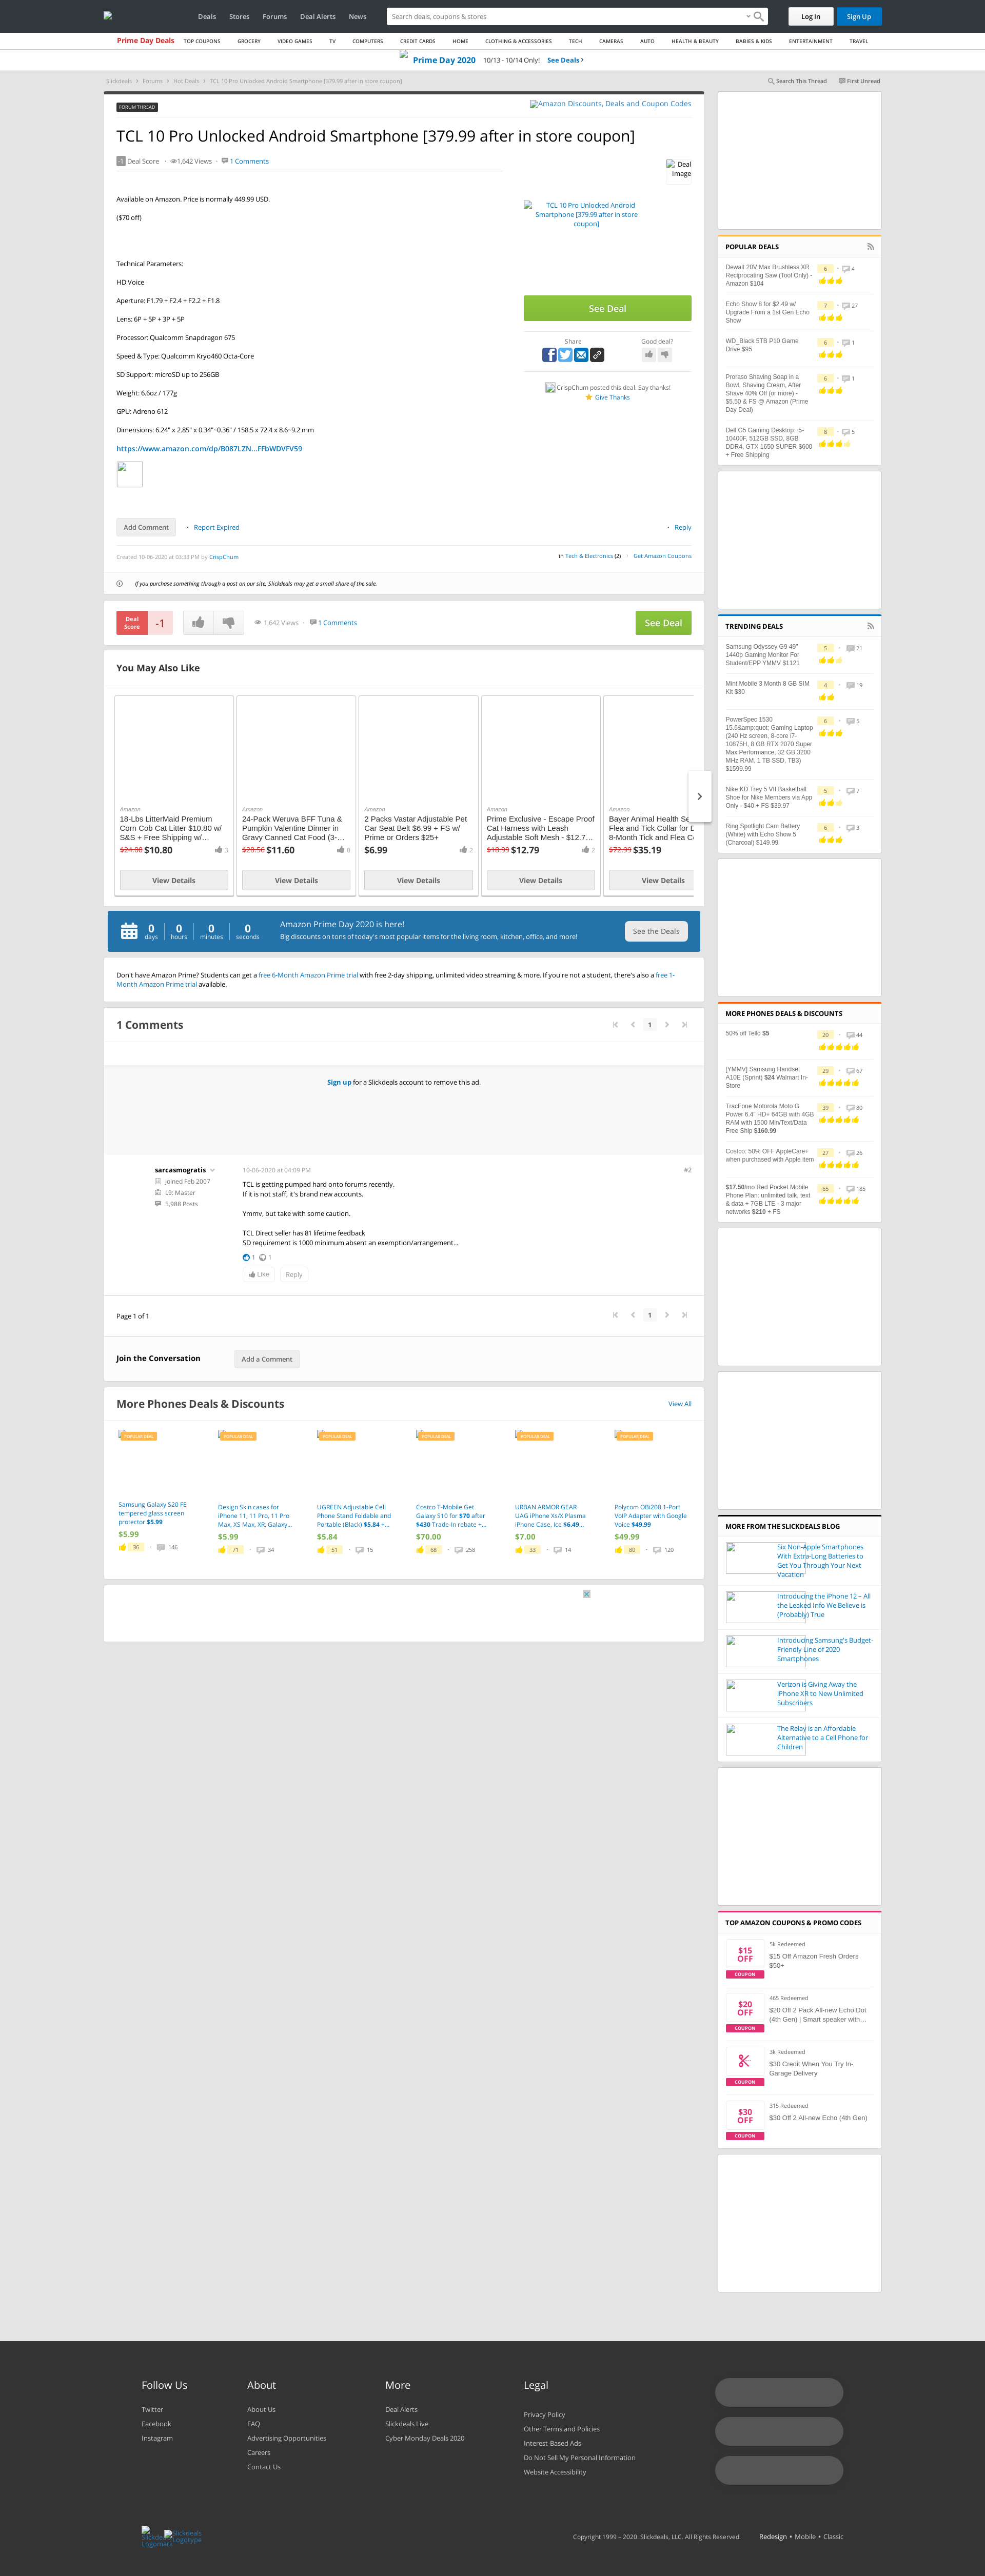 Deals Stores Forums Deal Alerts News
Search deals, coupons & stores
Log In
Sign Up
Prime Day Deals TOP COUPONS GROCERY VIDEO GAMES TV COMPUTERS CREDIT CARDS HOME CLOTHING & ACCESSORIES TECH CAMERAS AUTO HEALTH & BEAUTY BABIES & KIDS ENTERTAINMENT TRAVEL
Prime Day 2020 10/13 - 10/14 Only! See Deals
Slickdeals > Forums > Hot Deals > TCL 10 Pro Unlocked Android Smartphone [379.99 after in store coupon]
Search This Thread First Unread
FORUM THREAD
Amazon Discounts, Deals and Coupon Codes
TCL 10 Pro Unlocked Android Smartphone [379.99 after in store coupon]
-1 Deal Score · 1,642 Views · 1 Comments
Deal Image
Available on Amazon. Price is normally 449.99 USD.
($70 off)
Technical Parameters:
HD Voice
Aperture: F1.79 + F2.4 + F2.2 + F1.8
Lens: 6P + 5P + 3P + 5P
Processor: Qualcomm Snapdragon 675
Speed & Type: Qualcomm Kryo460 Octa-Core
SD Support: microSD up to 256GB
Weight: 6.6oz / 177g
GPU: Adreno 612
Dimensions: 6.24" x 2.85" x 0.34"~0.36" / 158.5 x 72.4 x 8.6~9.2 mm
https://www.amazon.com/dp/B087LZN...FFbWDVFV59
TCL 10 Pro Unlocked Android
Smartphone [379.99 after in store
coupon]
See Deal
Share
Good deal?
CrispChum posted this deal. Say thanks!
Give Thanks
Add Comment · Report Expired · Reply
Created 10-06-2020 at 03:33 PM by CrispChum
in Tech & Electronics (2) · Get Amazon Coupons
If you purchase something through a post on our site, Slickdeals may get a small share of the sale.
Deal Score -1
1,642 Views · 1 Comments
See Deal
You May Also Like
Amazon
18-Lbs LitterMaid Premium
Corn Cob Cat Litter $10.80 w/
S&S + Free Shipping w/…
$24.00 $10.80 3
View Details
Amazon
24-Pack Weruva BFF Tuna &
Pumpkin Valentine Dinner in
Gravy Canned Cat Food (3-…
$28.56 $11.60 0
View Details
Amazon
2 Packs Vastar Adjustable Pet
Car Seat Belt $6.99 + FS w/
Prime or Orders $25+
$6.99 2
View Details
Amazon
Prime Exclusive - Escape Proof
Cat Harness with Leash
Adjustable Soft Mesh - $12.7…
$18.99 $12.79 2
View Details
Amazon
Bayer Animal Health Se
Flea and Tick Collar for D
8-Month Tick and Flea Co
$72.99 $35.19
View Details
0 days 0 hours 0 minutes 0 seconds
Amazon Prime Day 2020 is here!
Big discounts on tons of today's most popular items for the living room, kitchen, office, and more!
See the Deals
Don't have Amazon Prime? Students can get a free 6-Month Amazon Prime trial with free 2-day shipping, unlimited video streaming & more. If you're not a student, there's also a free 1-
Month Amazon Prime trial available.
1 Comments
1
Sign up for a Slickdeals account to remove this ad.
sarcasmogratis
Joined Feb 2007
L9: Master
5,988 Posts
10-06-2020 at 04:09 PM
#2
TCL is getting pumped hard onto forums recently.
If it is not staff, it's brand new accounts.
Ymmv, but take with some caution.
TCL Direct seller has 81 lifetime feedback
SD requirement is 1000 minimum absent an exemption/arrangement...
1 1
Like Reply
Page 1 of 1
1
Join the Conversation
Add a Comment
More Phones Deals & Discounts
View All
POPULAR DEAL
Samsung Galaxy S20 FE
tempered glass screen
protector $5.99
$5.99
36 · 146
POPULAR DEAL
Design Skin cases for
iPhone 11, 11 Pro, 11 Pro
Max, XS Max, XR, Galaxy…
$5.99
71 · 34
POPULAR DEAL
UGREEN Adjustable Cell
Phone Stand Foldable and
Portable (Black) $5.84 +…
$5.84
51 · 15
POPULAR DEAL
Costco T-Mobile Get
Galaxy S10 for $70 after
$430 Trade-In rebate +…
$70.00
68 · 258
POPULAR DEAL
URBAN ARMOR GEAR
UAG iPhone Xs/X Plasma
iPhone Case, Ice $6.49…
$7.00
33 · 14
POPULAR DEAL
Polycom OBi200 1-Port
VoIP Adapter with Google
Voice $49.99
$49.99
80 · 120
POPULAR DEALS
Dewalt 20V Max Brushless XR
Reciprocating Saw (Tool Only) -
Amazon $104
6 · 4
Echo Show 8 for $2.49 w/
Upgrade From a 1st Gen Echo
Show
7 · 27
WD_Black 5TB P10 Game
Drive $95
6 · 1
Proraso Shaving Soap in a
Bowl, Shaving Cream, After
Shave 40% Off (or more) -
$5.50 & FS @ Amazon (Prime
Day Day)
6 · 1
Dell G5 Gaming Desktop: i5-
10400F, 512GB SSD, 8GB
DDR4, GTX 1650 SUPER $600
+ Free Shipping
8 · 5
TRENDING DEALS
Samsung Odyssey G9 49"
1440p Gaming Monitor For
Student/EPP YMMV $1121
5 · 21
Mint Mobile 3 Month 8 GB SIM
Kit $30
4 · 19
PowerSpec 1530
15.6&amp;quot; Gaming Laptop
(240 Hz screen, 8-core i7-
10875H, 8 GB RTX 2070 Super
Max Performance, 32 GB 3200
MHz RAM, 1 TB SSD, TB3)
$1599.99
6 · 5
Nike KD Trey 5 VII Basketball
Shoe for Nike Members via App
Only - $40 + FS $39.97
5 · 7
Ring Spotlight Cam Battery
(White) with Echo Show 5
(Charcoal) $149.99
6 · 3
MORE PHONES DEALS & DISCOUNTS
50% off Tello $5
20 · 44
[YMMV] Samsung Handset
A10E (Sprint) $24 Walmart In-
Store
29 · 67
TracFone Motorola Moto G
Power 6.4" HD+ 64GB with 4GB
RAM with 1500 Min/Text/Data
Free Ship $160.99
39 · 80
Costco: 50% OFF AppleCare+
when purchased with Apple item
27 · 26
$17.50/mo Red Pocket Mobile
Phone Plan: unlimited talk, text
& data + 7GB LTE - 3 major
networks $210 + FS
65 · 185
MORE FROM THE SLICKDEALS BLOG
Six Non-Apple Smartphones
With Extra-Long Batteries to
Get You Through Your Next
Vacation
Introducing the iPhone 12 – All
the Leaked Info We Believe is
(Probably) True
Introducing Samsung's Budget-
Friendly Line of 2020
Smartphones
Verizon is Giving Away the
iPhone XR to New Unlimited
Subscribers
The Relay is an Affordable
Alternative to a Cell Phone for
Children
TOP AMAZON COUPONS & PROMO CODES
$15 OFF
COUPON
5k Redeemed
$15 Off Amazon Fresh Orders
$50+
$20 OFF
COUPON
465 Redeemed
$20 Off 2 Pack All-new Echo Dot
(4th Gen) | Smart speaker with…
COUPON
3k Redeemed
$30 Credit When You Try In-
Garage Delivery
$30 OFF
COUPON
315 Redeemed
$30 Off 2 All-new Echo (4th Gen)
Follow Us
Twitter
Facebook
Instagram
About
About Us
FAQ
Advertising Opportunities
Careers
Contact Us
More
Deal Alerts
Slickdeals Live
Cyber Monday Deals 2020
Legal
Privacy Policy
Other Terms and Policies
Interest-Based Ads
Do Not Sell My Personal Information
Website Accessibility
Slickdeals Logomark
Slickdeals Logotype
Copyright 1999 – 2020. Slickdeals, LLC. All Rights Reserved.
Redesign • Mobile • Classic